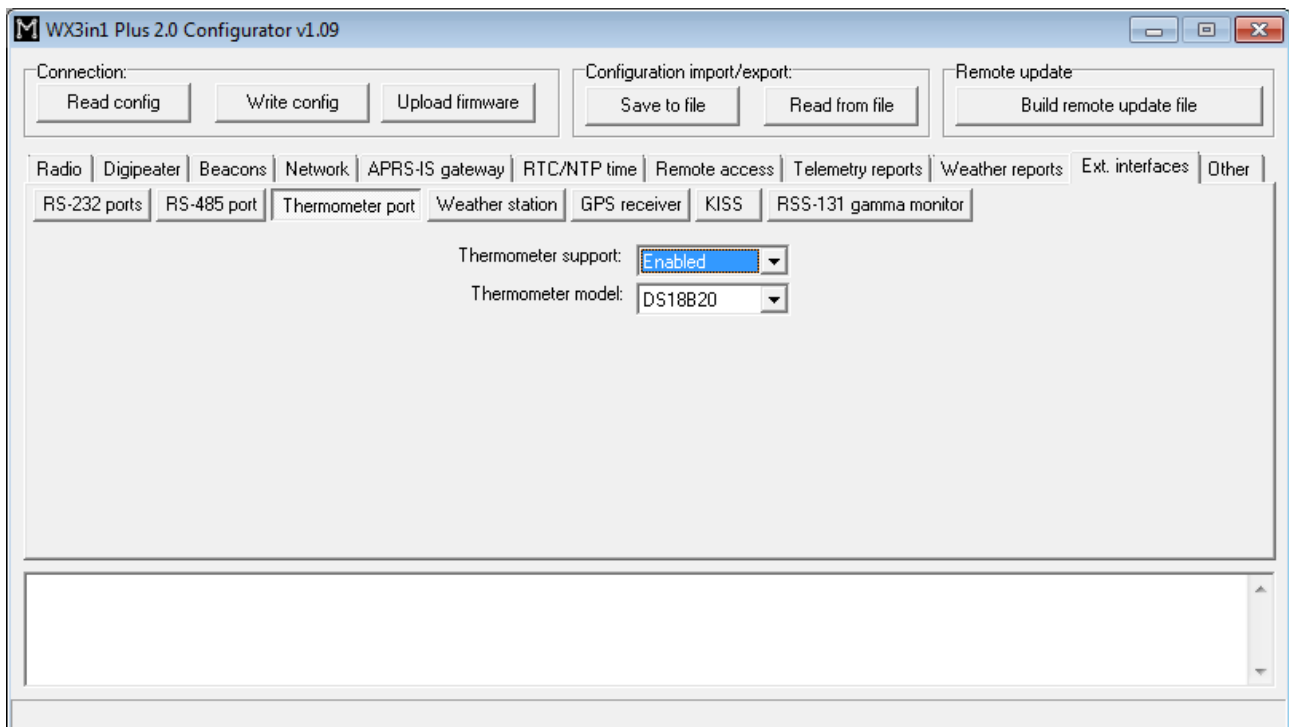 WX3in1 Plus 2.0 Configurator v1.09
Connection: Configuration import/export: Remote update
Read config Write config Upload firmware Save to file Read from file Build remote update file
Radio Digipeater Beacons Network APRS-IS gateway RTC/NTP time Remote access Telemetry reports Weather reports Ext. interfaces Other
RS-232 ports RS-485 port Thermometer port Weather station GPS receiver KISS RSS-131 gamma monitor
Thermometer support: Enabled
Thermometer model: DS18B20